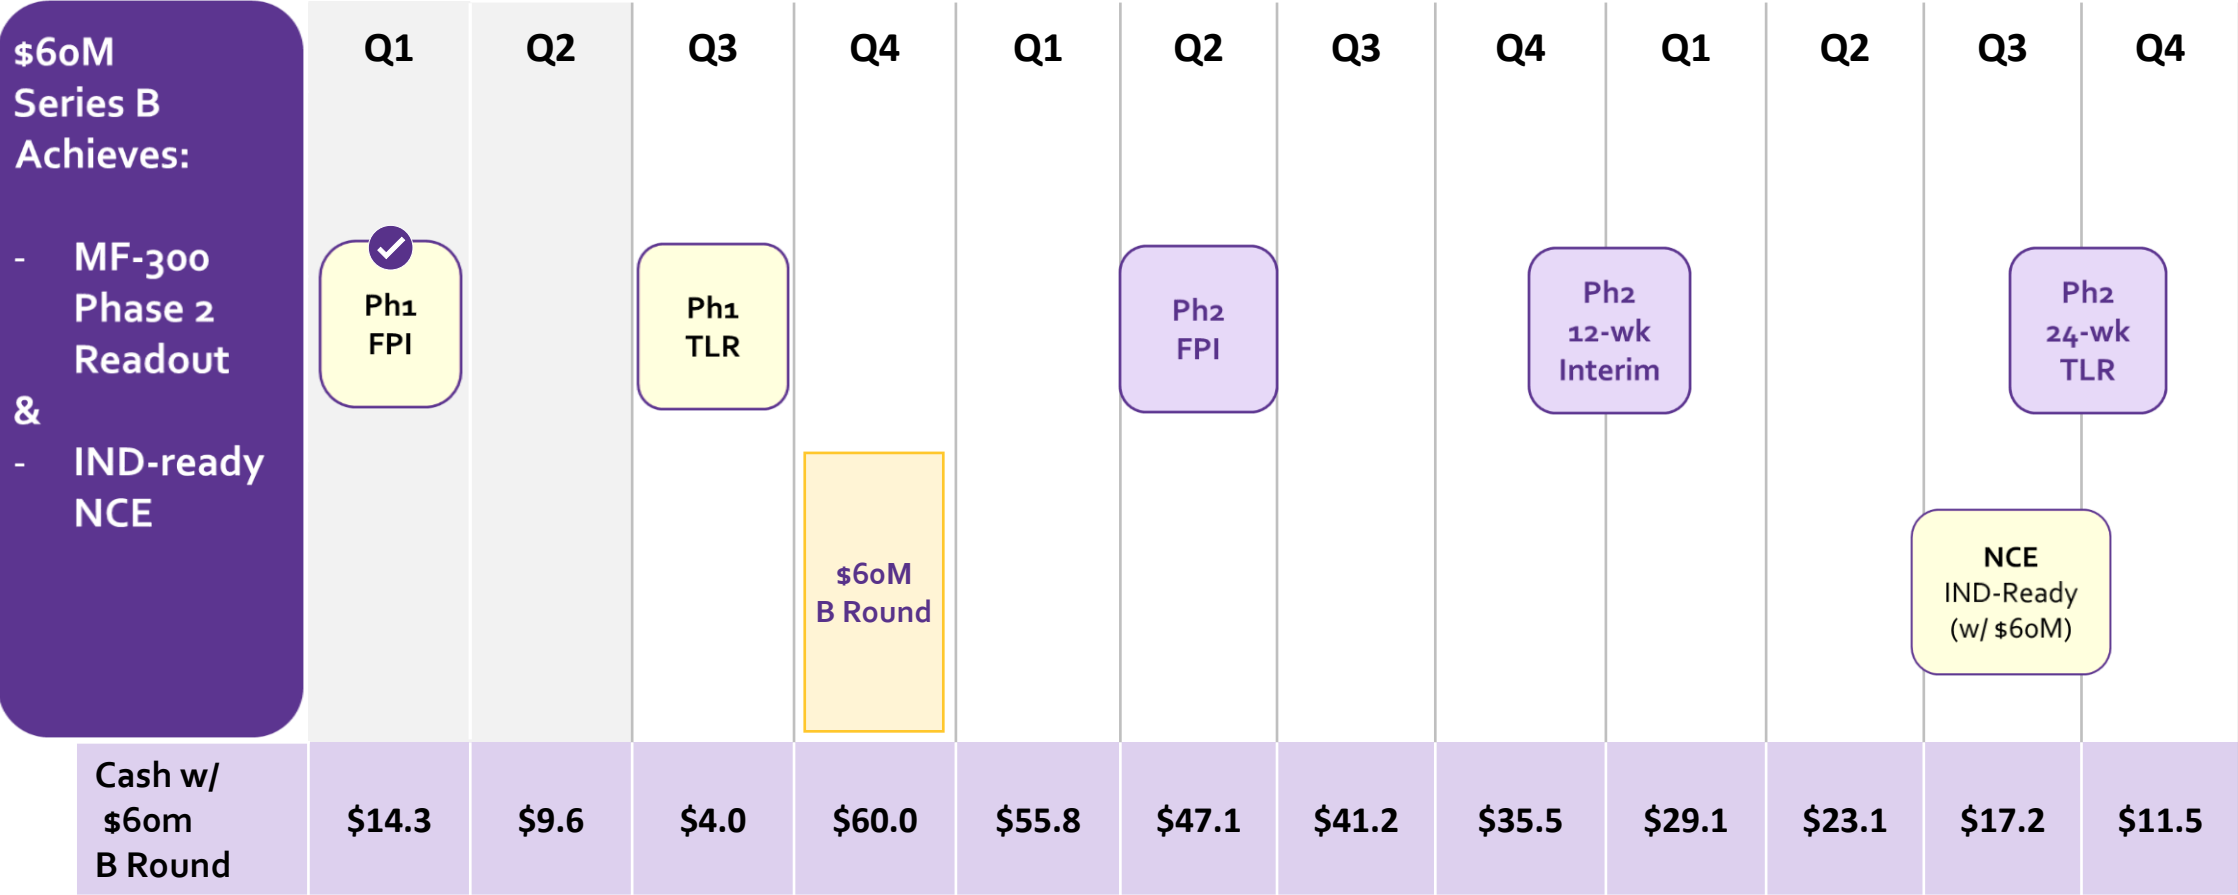 $60M
Series B
Achieves:
- MF-300
Phase 2
Readout
&
- IND-ready
NCE
Q1 Q2 Q3 Q4 Q1 Q2 Q3 Q4 Q1 Q2 Q3 Q4
Ph1
FPI
Ph1
TLR
Ph2
FPI
Ph2
12-wk
Interim
Ph2
24-wk
TLR
$60M
B Round
NCE
IND-Ready
(w/ $60M)
Cash w/
$60m
B Round
$14.3 $9.6 $4.0 $60.0 $55.8 $47.1 $41.2 $35.5 $29.1 $23.1 $17.2 $11.5